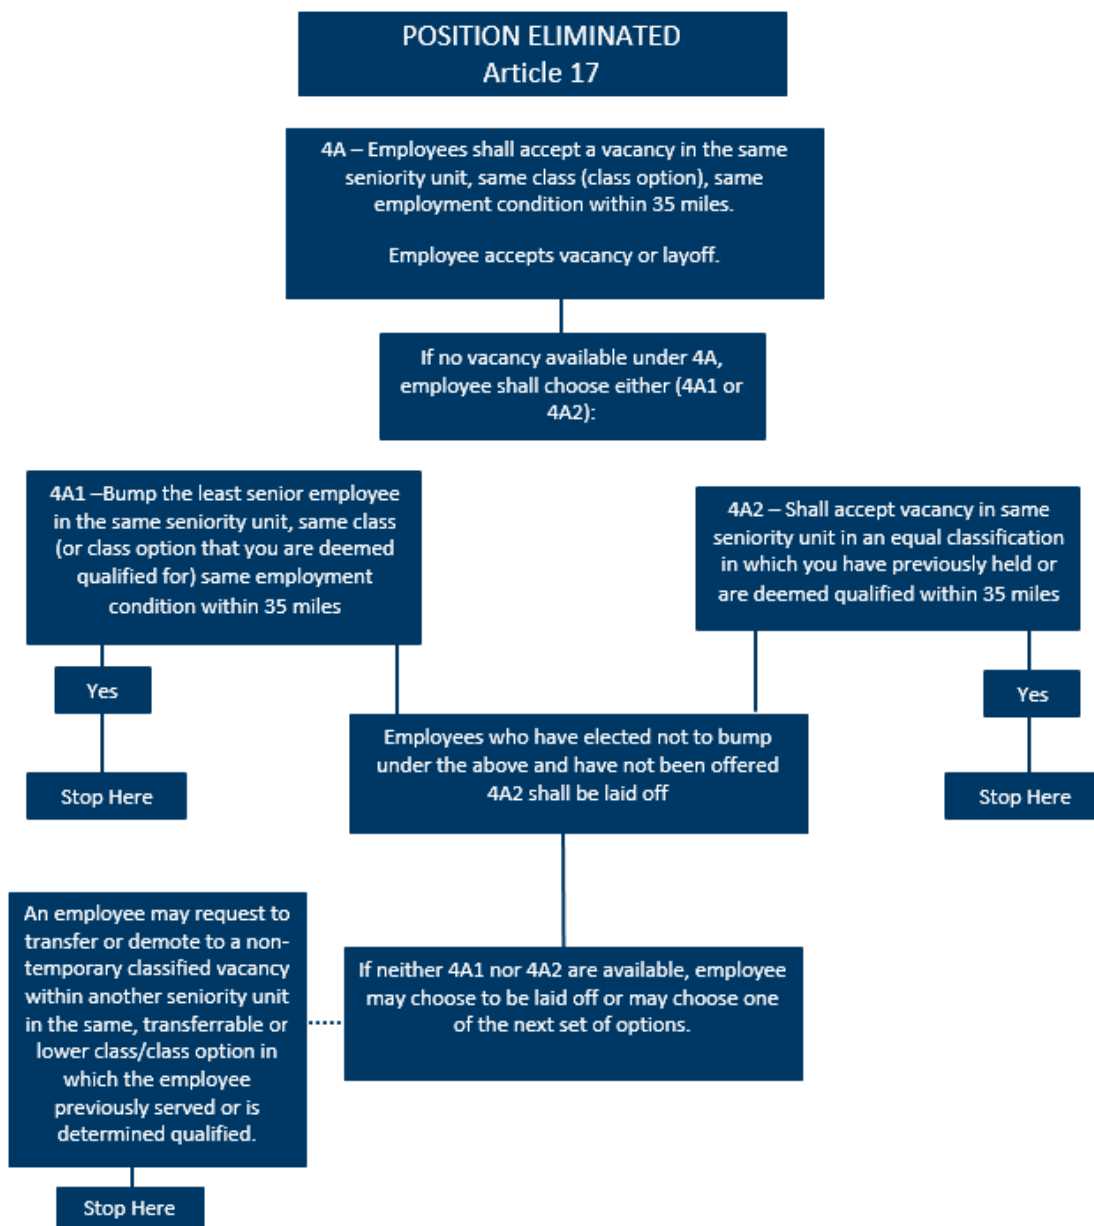 POSITION ELIMINATED
Article 17
4A – Employees shall accept a vacancy in the same
seniority unit, same class (class option), same
employment condition within 35 miles.
Employee accepts vacancy or layoff.
If no vacancy available under 4A,
employee shall choose either (4A1 or
4A2):
4A1 –Bump the least senior employee
in the same seniority unit, same class
(or class option that you are deemed
qualified for) same employment
condition within 35 miles
4A2 – Shall accept vacancy in same
seniority unit in an equal classification
in which you have previously held or
are deemed qualified within 35 miles
Yes
Yes
Employees who have elected not to bump
under the above and have not been offered
4A2 shall be laid off
Stop Here
Stop Here
An employee may request to
transfer or demote to a non-
temporary classified vacancy
within another seniority unit
in the same, transferrable or
lower class/class option in
which the employee
previously served or is
determined qualified.
If neither 4A1 nor 4A2 are available, employee
may choose to be laid off or may choose one
of the next set of options.
Stop Here